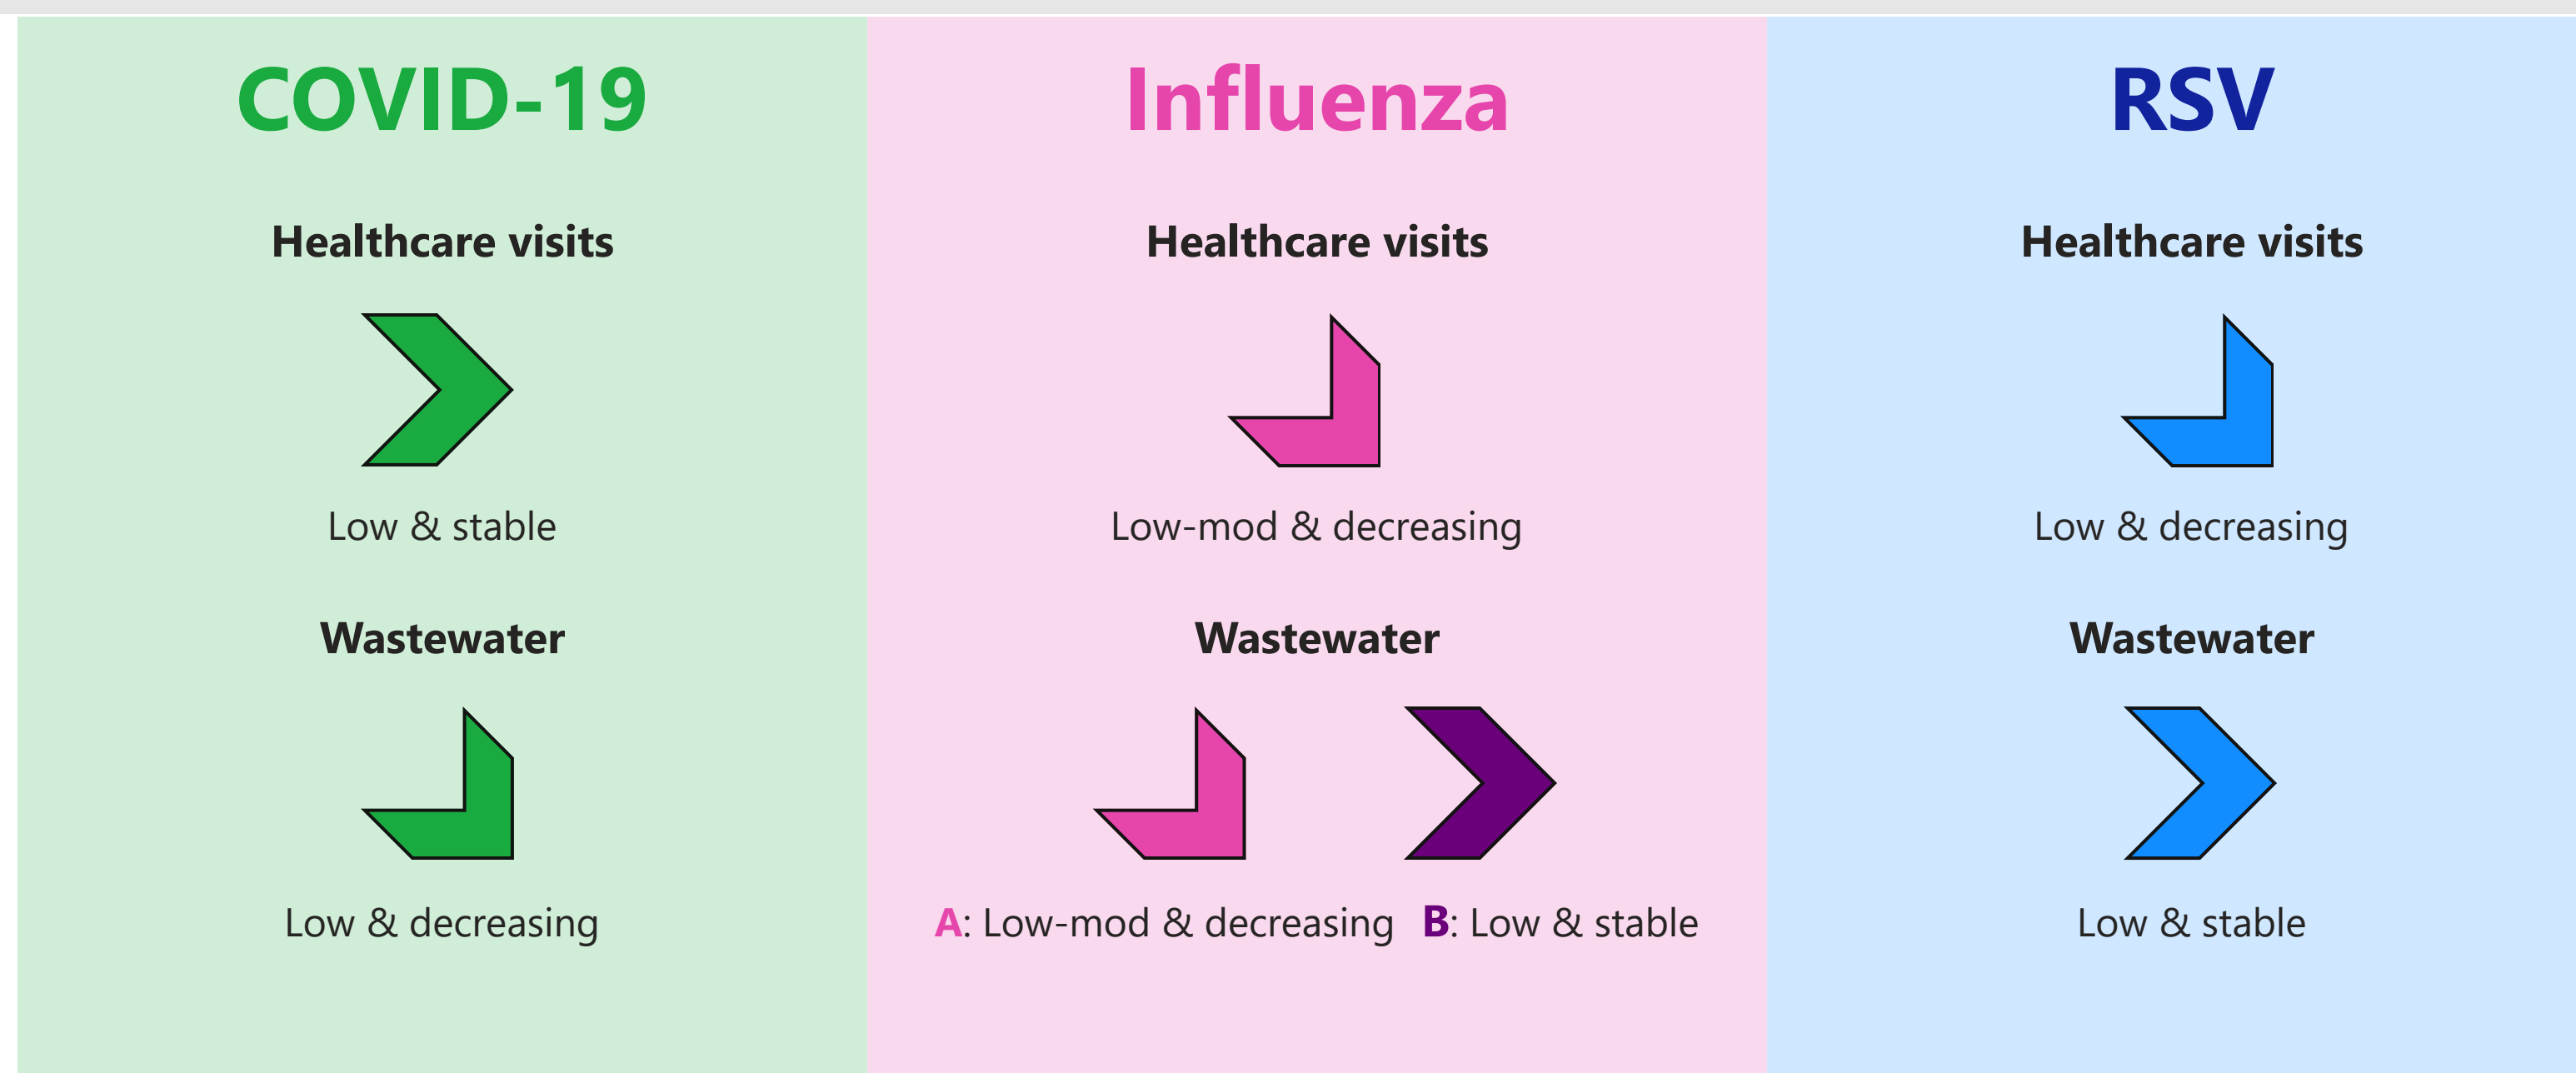 COVID-19
Healthcare visits
Low & stable
Wastewater
Low & decreasing
Influenza
Healthcare visits
Low-mod & decreasing
Wastewater
A: Low-mod & decreasing B: Low & stable
RSV
Healthcare visits
Low & decreasing
Wastewater
Low & stable